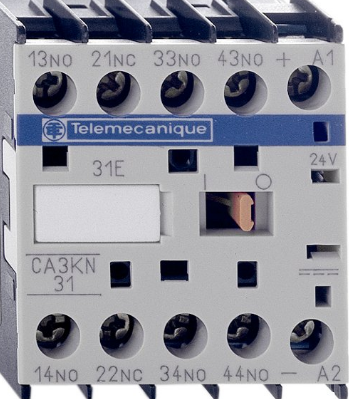 13NO 21NC 33NO 43NO + A1
Telemecanique
31E
24V
I O
CA3KN
31
14NO 22NC 34NO 44NO — A2